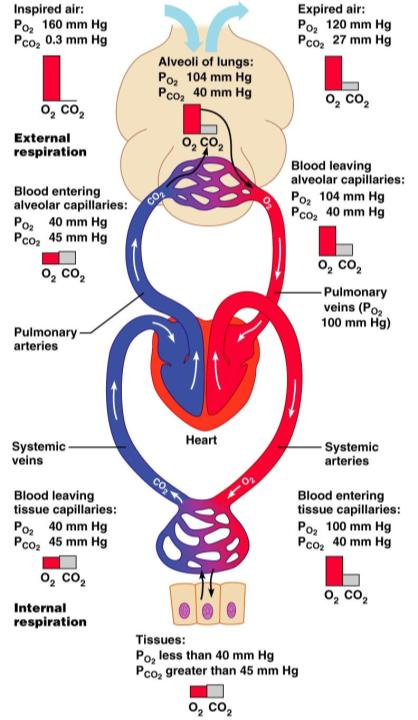 Inspired air:
PO2 160 mm Hg
PCO2 0.3 mm Hg
O2 CO2
Expired air:
PO2 120 mm Hg
PCO2 27 mm Hg
O2 CO2
Alveoli of lungs:
PO2 104 mm Hg
PCO2 40 mm Hg
O2 CO2
External
respiration
Blood entering
alveolar capillaries:
PO2 40 mm Hg
PCO2 45 mm Hg
O2 CO2
CO2
O2
Blood leaving
alveolar capillaries:
PO2 104 mm Hg
PCO2 40 mm Hg
O2 CO2
Pulmonary
veins (PO2
100 mm Hg)
Pulmonary
arteries
Heart
Systemic
veins
Systemic
arteries
CO2
O2
Blood leaving
tissue capillaries:
PO2 40 mm Hg
PCO2 45 mm Hg
O2 CO2
Blood entering
tissue capillaries:
PO2 100 mm Hg
PCO2 40 mm Hg
O2 CO2
Internal
respiration
Tissues:
PO2 less than 40 mm Hg
PCO2 greater than 45 mm Hg
O2 CO2